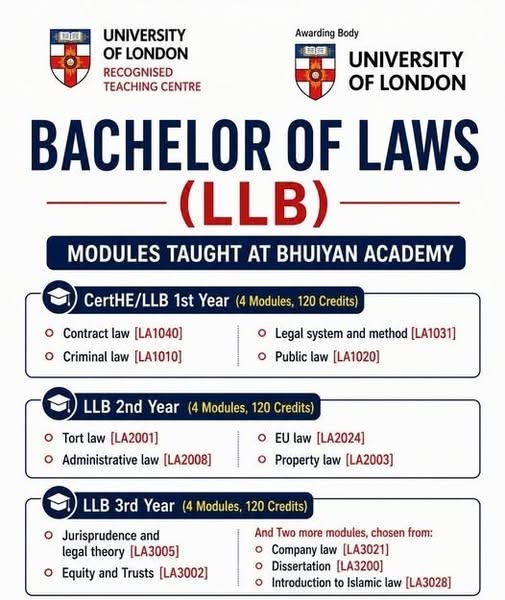 UNIVERSITY
OF LONDON
RECOGNISED
TEACHING CENTRE
Awarding Body
UNIVERSITY
OF LONDON
BACHELOR OF LAWS
(LLB)
MODULES TAUGHT AT BHUIYAN ACADEMY
CertHE/LLB 1st Year (4 Modules, 120 Credits)
Contract law [LA1040]
Criminal law [LA1010]
Legal system and method [LA1031]
Public law [LA1020]
LLB 2nd Year (4 Modules, 120 Credits)
Tort law [LA2001]
Administrative law [LA2008]
EU law [LA2024]
Property law [LA2003]
LLB 3rd Year (4 Modules, 120 Credits)
Jurisprudence and
legal theory [LA3005]
Equity and Trusts [LA3002]
And Two more modules, chosen from:
Company law [LA3021]
Dissertation [LA3200]
Introduction to Islamic law [LA3028]